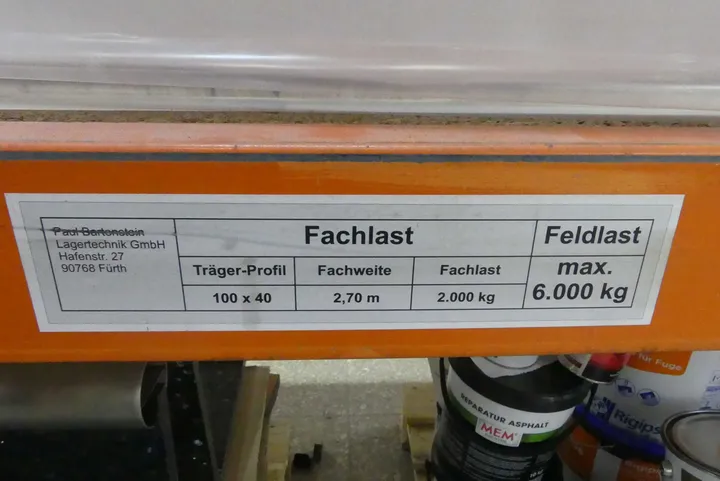 Paul Bartenstein
Lagertechnik GmbH
Hafenstr. 27
90768 Fürth
Fachlast
Träger-Profil Fachweite Fachlast
100 x 40 2,70 m 2.000 kg
Feldlast
max.
6.000 kg
REPARATUR ASPHALT
MEM
für Fuge
Rigips